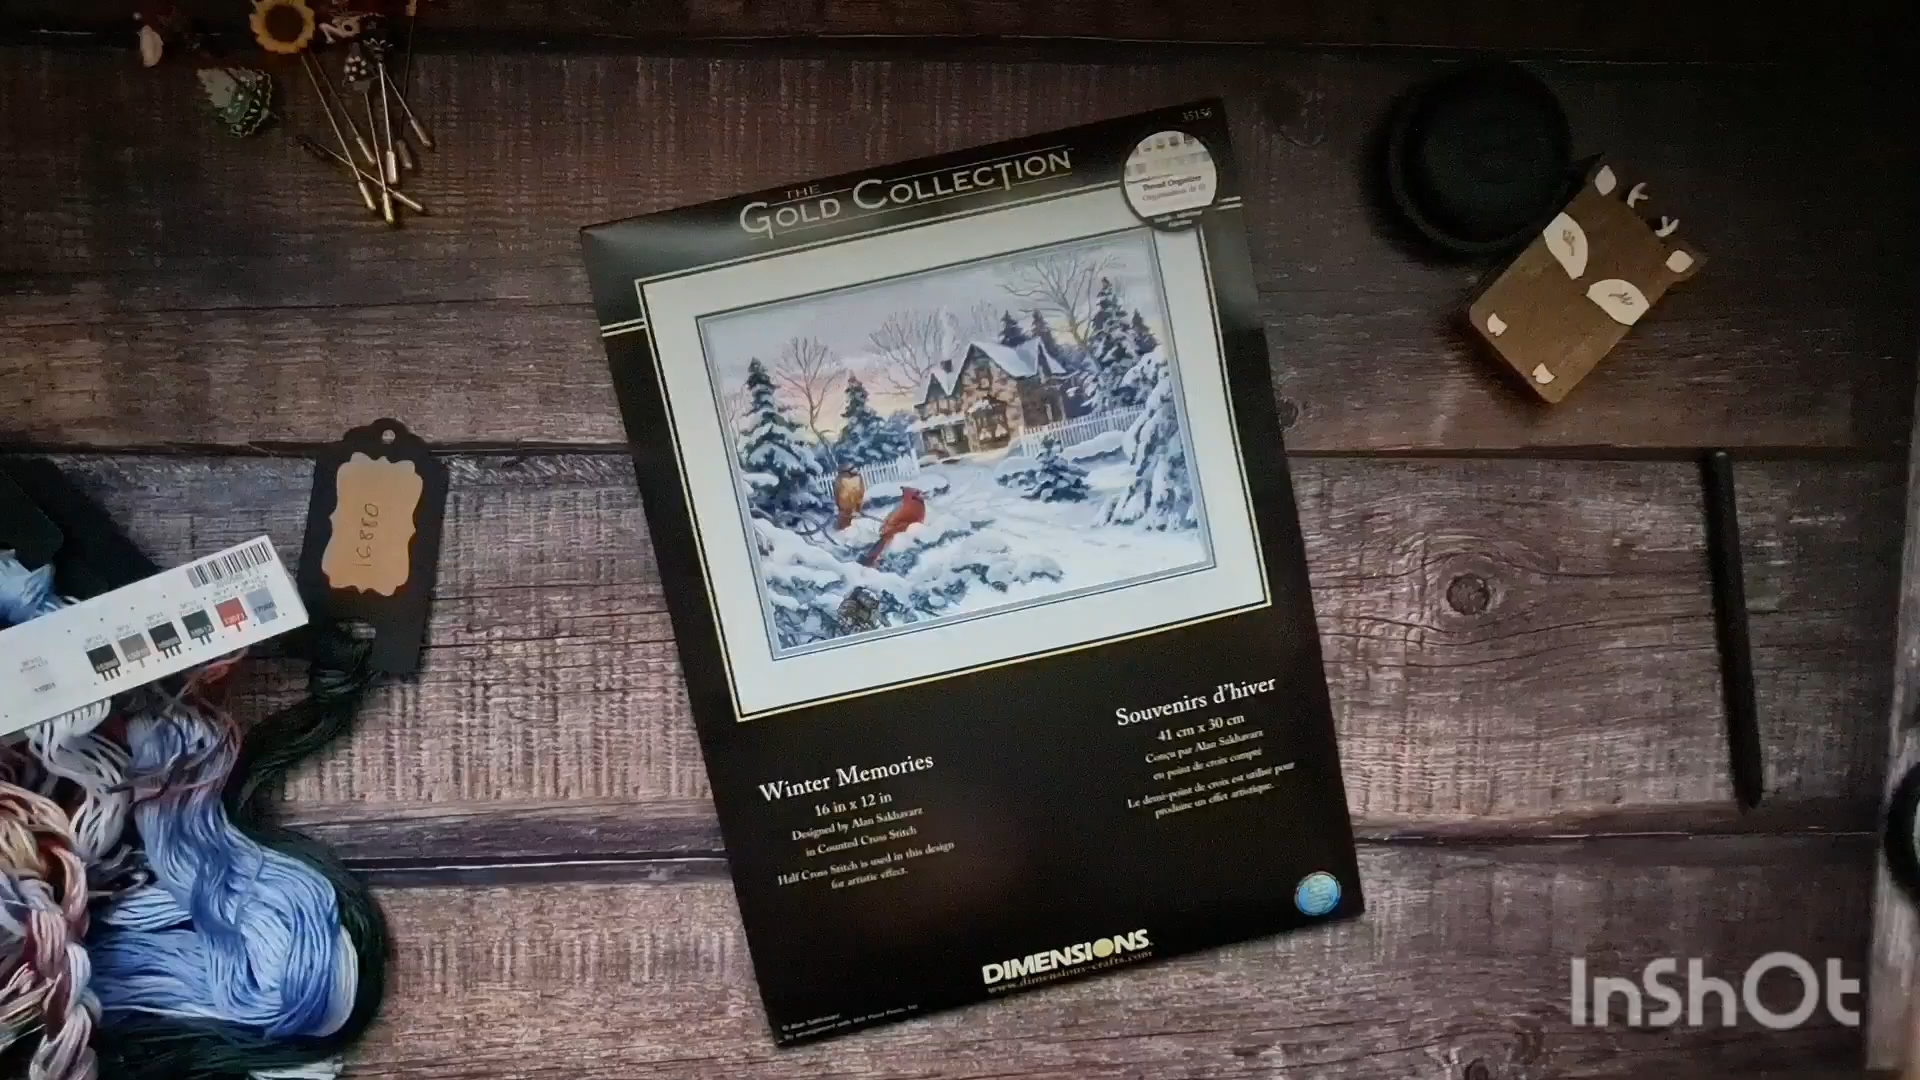 35156
THE
GOLD COLLECTION
Thread Organizer
16880
Winter Memories
16 in x 12 in
Designed by Alan Sakhavarz
in Counted Cross Stitch
Half Cross Stitch is used in this design
for artistic effect.
Souvenirs d'hiver
41 cm x 30 cm
Conçu par Alan Sakhavarz
en point de croix compté
Le demi-point de croix est utilisé pour
produire un effet artistique.
DIMENSIONS
www.dimensions-crafts.com
InShOt